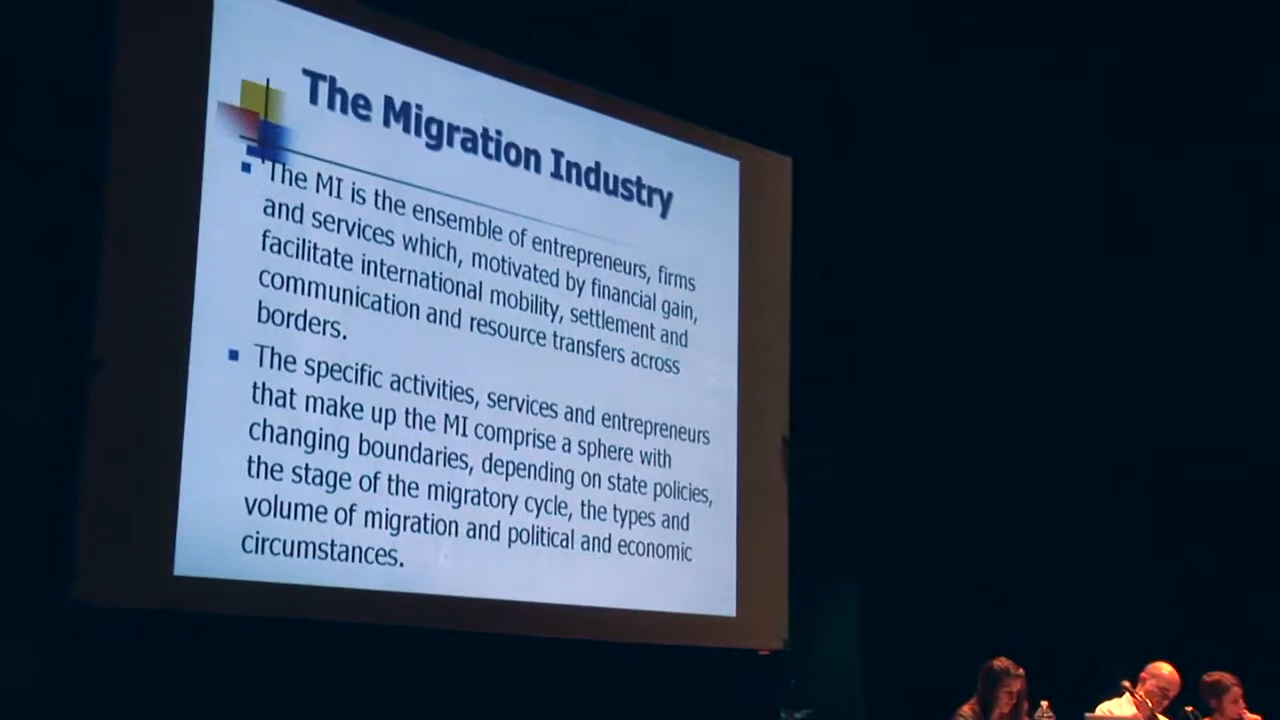 The Migration Industry
The MI is the ensemble of entrepreneurs, firms
and services which, motivated by financial gain,
facilitate international mobility, settlement and
communication and resource transfers across
borders.
The specific activities, services and entrepreneurs
that make up the MI comprise a sphere with
changing boundaries, depending on state policies,
the stage of the migratory cycle, the types and
volume of migration and political and economic
circumstances.